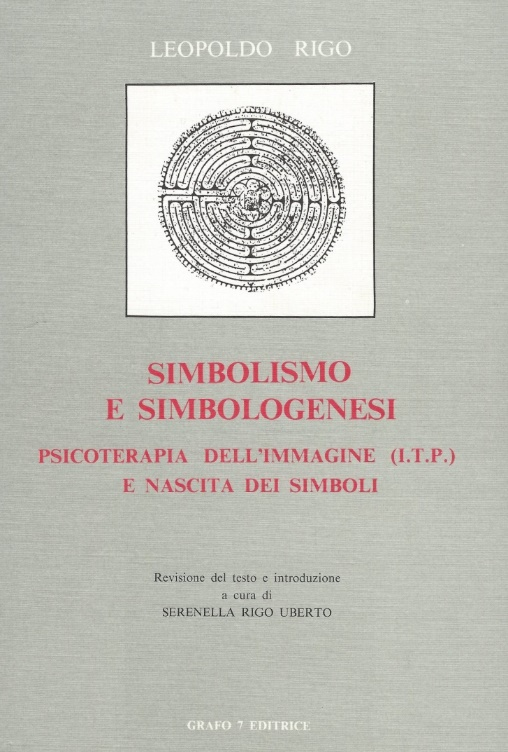 LEOPOLDO RIGO
SIMBOLISMO
E SIMBOLOGENESI
PSICOTERAPIA DELL'IMMAGINE (I.T.P.)
E NASCITA DEI SIMBOLI
Revisione del testo e introduzione
a cura di
SERENELLA RIGO UBERTO
GRAFO 7 EDITRICE